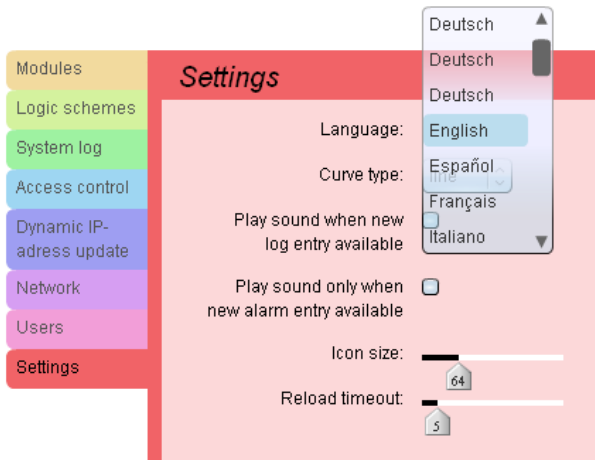 Modules
Logic schemes
System log
Access control
Dynamic IP-
adress update
Network
Users
Settings
Settings
Language:
Deutsch
Deutsch
Deutsch
English
Español
Français
Italiano
Curve type:
line
Play sound when new
log entry available
Play sound only when
new alarm entry available
Icon size:
64
Reload timeout:
5